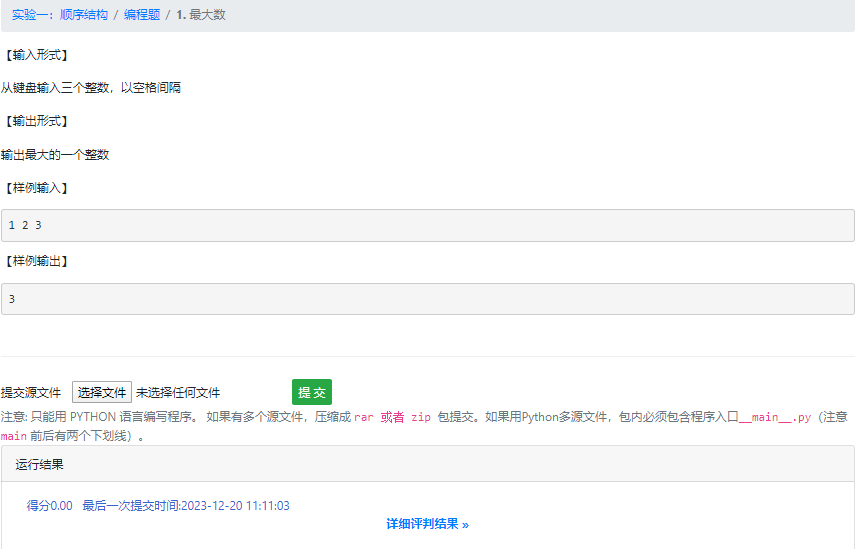 实验一：顺序结构 / 编程题 / 1. 最大数
【输入形式】
从键盘输入三个整数，以空格间隔
【输出形式】
输出最大的一个整数
【样例输入】
1 2 3
【样例输出】
3
提交源文件 选择文件 未选择任何文件 提 交
注意: 只能用 PYTHON 语言编写程序。 如果有多个源文件，压缩成 rar 或者 zip 包提交。如果用Python多源文件，包内必须包含程序入口__main__.py（注意
main 前后有两个下划线）。
运行结果
得分0.00 最后一次提交时间:2023-12-20 11:11:03
详细评判结果 »